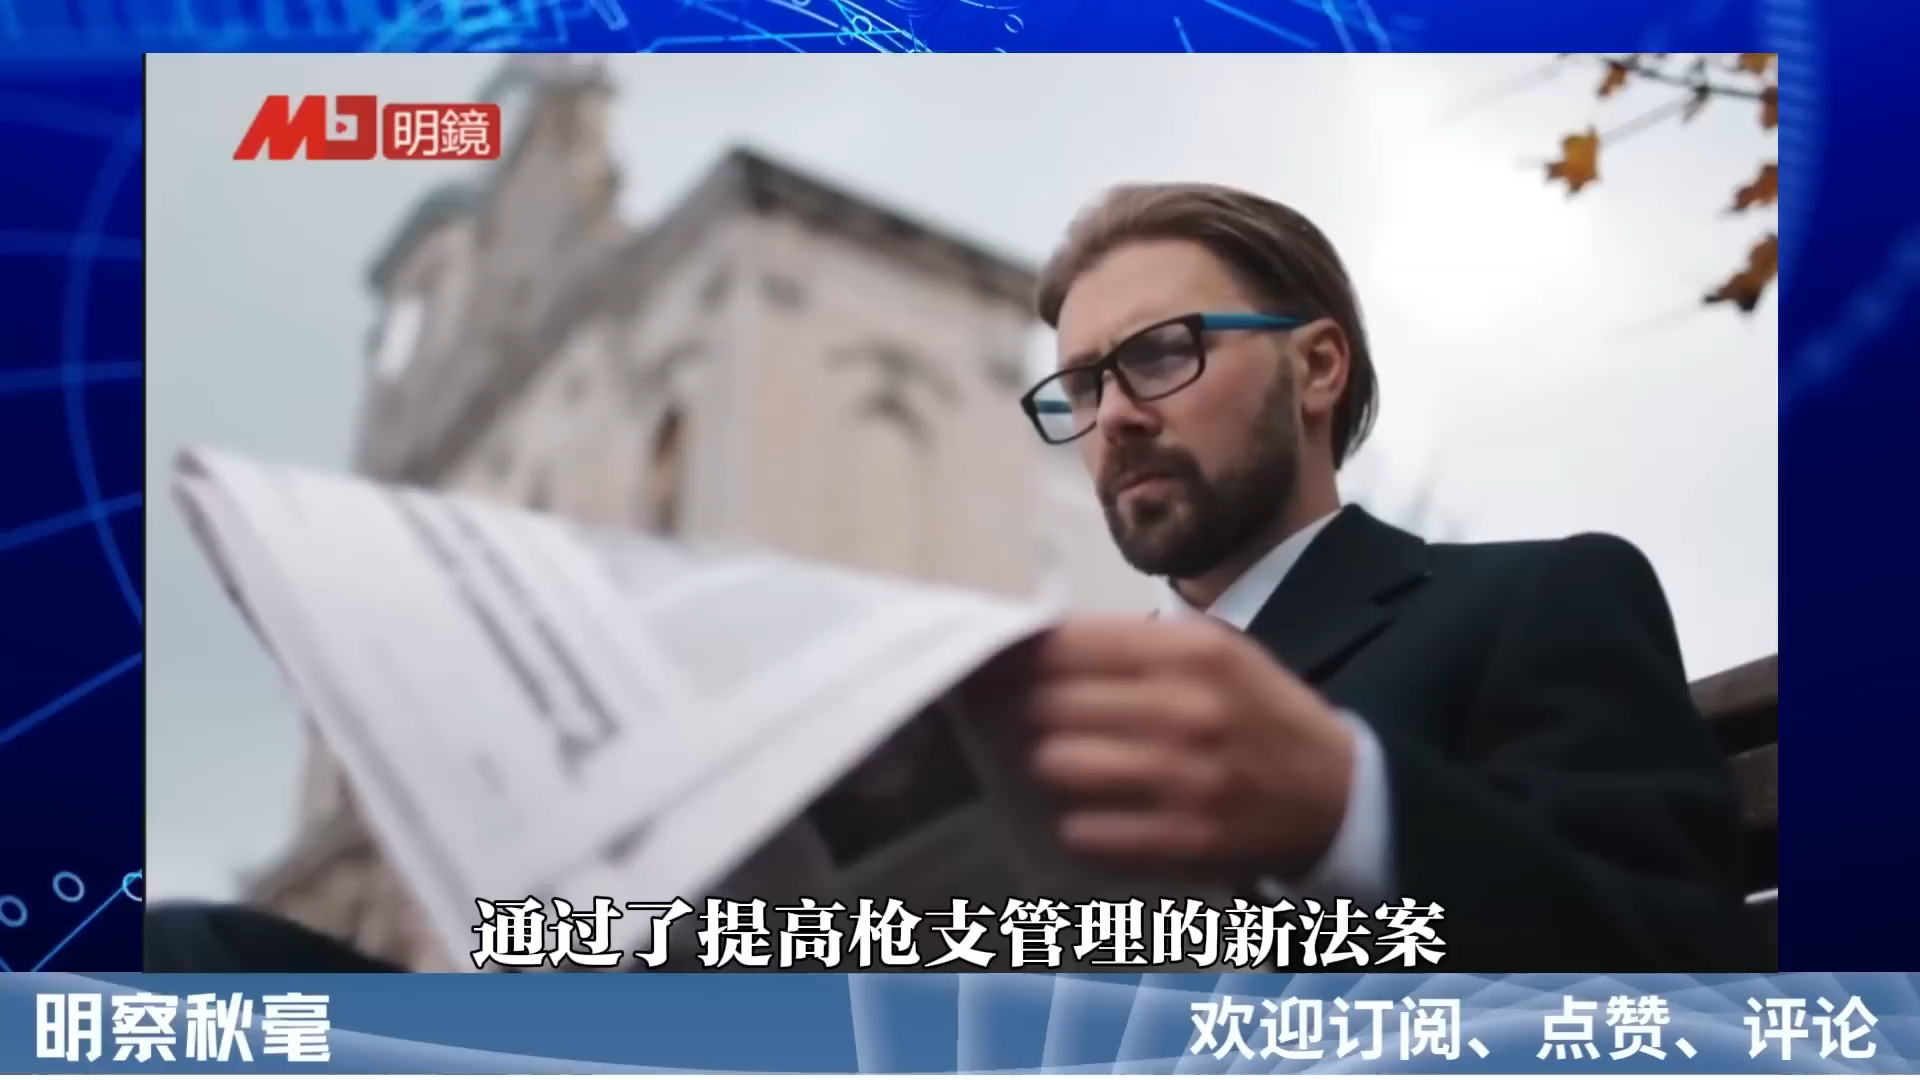 明鏡
通过了提高枪支管理的新法案
明察秋毫
欢迎订阅、点赞、评论